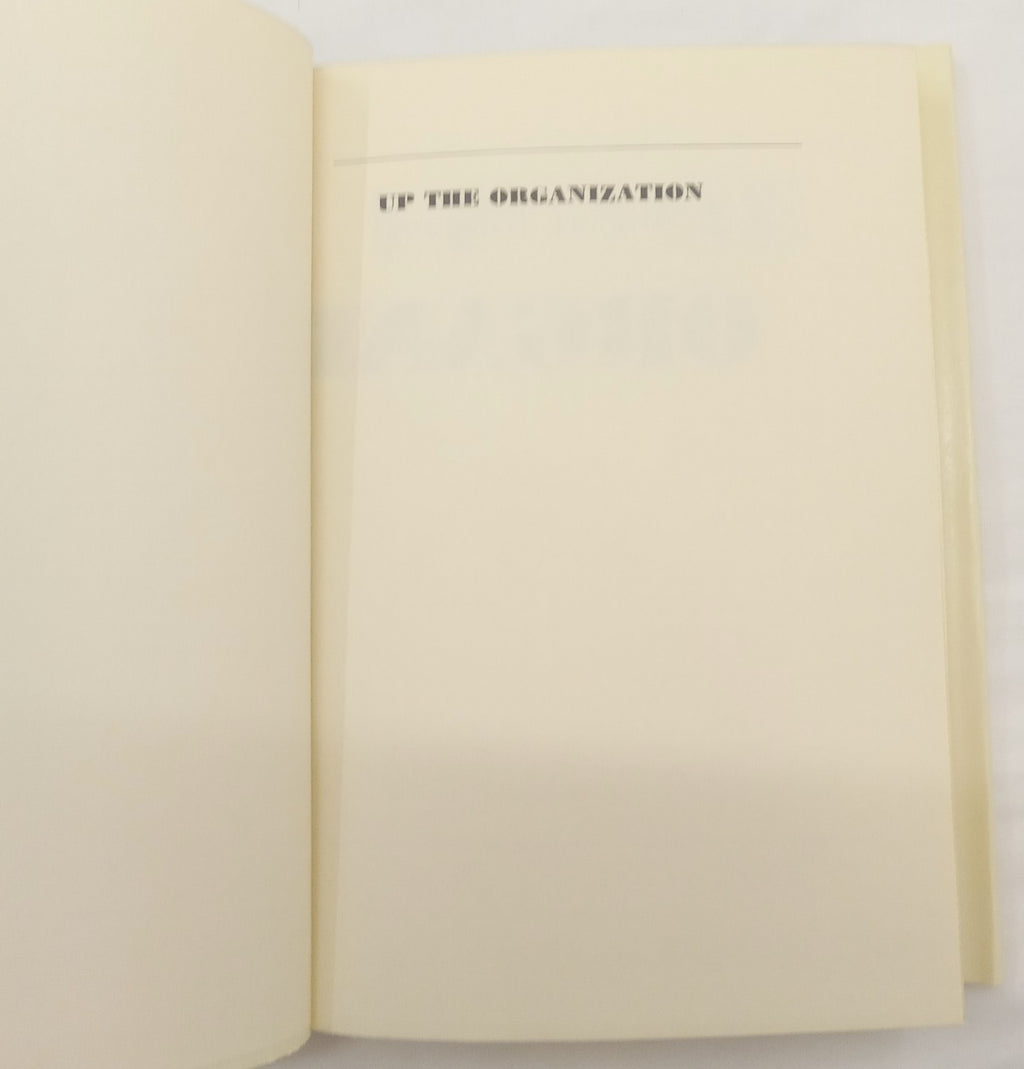 UP THE ORGANIZATION